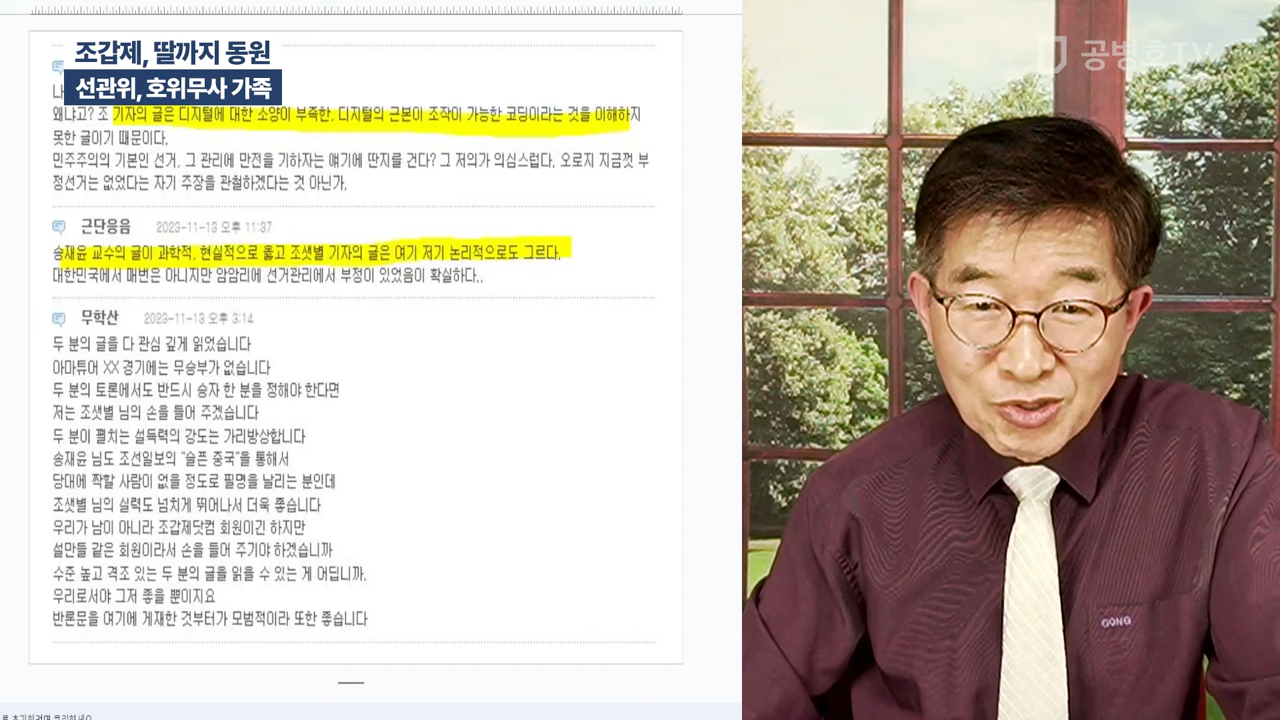 조갑제, 딸까지 동원
선관위, 호위무사 가족
공병호TV
왜냐고? 조 기자의 글은 디지털에 대한 소양이 부족한, 디지털의 근본이 조작이 가능한 코딩이라는 것을 이해하지
못한 글이기 때문이다.
민주주의의 기본인 선거. 그 관리에 만전을 기하자는 얘기에 딴지를 건다? 그 저의가 의심스럽다. 오로지 지금껏 부
정선거는 없었다는 자기 주장을 관철하겠다는 것 아닌가.
근단응음 2023-11-13 오후 11:37
송재윤 교수의 글이 과학적, 현실적으로 옳고 조샛별 기자의 글은 여기 저기 논리적으로도 그르다.
대한민국에서 매번은 아니지만 암암리에 선거관리에서 부정이 있었음이 확실하다..
무학산 2023-11-13 오후 3:14
두 분의 글을 다 관심 깊게 읽었습니다
아마튜어 XX 경기에는 무승부가 없습니다
두 분의 토론에서도 반드시 승자 한 분을 정해야 한다면
저는 조샛별 님의 손을 들어 주겠습니다
두 분이 펼치는 설득력의 강도는 가리방상합니다
송재윤 님도 조선일보의 "슬픈 중국"을 통해서
당대에 짝할 사람이 없을 정도로 필명을 날리는 분인데
조샛별 님의 실력도 넘치게 뛰어나서 더욱 좋습니다
우리가 남이 아니라 조갑제닷컴 회원이긴 하지만
설만들 같은 회원이라서 손을 들어 주기야 하겠습니까
수준 높고 격조 있는 두 분의 글을 읽을 수 있는 게 어딥니까.
우리로서야 그저 좋을 뿐이지요
반론문을 여기에 게재한 것부터가 모범적이라 또한 좋습니다
GONG